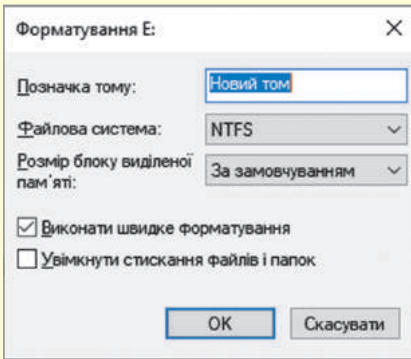 Форматування E:
Позначка тому:
Новий том
Файлова система:
NTFS
Розмір блоку виділеної
пам'яті:
За замовчуванням
Виконати швидке форматування
Увімкнути стискання файлів і папок
OK
Скасувати